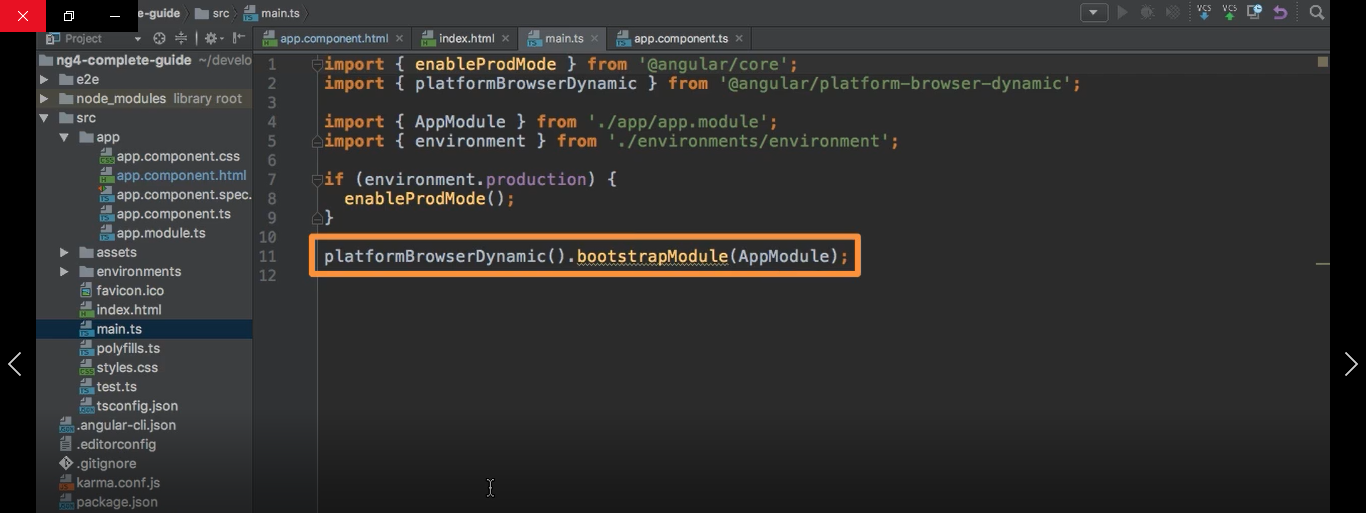 e-guide src main.ts
VCS VCS
Project
app.component.html index.html main.ts app.component.ts
ng4-complete-guide ~/develo
e2e
node_modules library root
src
app
app.component.css
app.component.html
app.component.spec.
app.component.ts
app.module.ts
assets
environments
favicon.ico
index.html
main.ts
polyfills.ts
styles.css
test.ts
tsconfig.json
.angular-cli.json
.editorconfig
.gitignore
karma.conf.js
package.json
1 import { enableProdMode } from '@angular/core';
2 import { platformBrowserDynamic } from '@angular/platform-browser-dynamic';
3
4 import { AppModule } from './app/app.module';
5 import { environment } from './environments/environment';
6
7 if (environment.production) {
8 enableProdMode();
9 }
10
11 platformBrowserDynamic().bootstrapModule(AppModule);
12